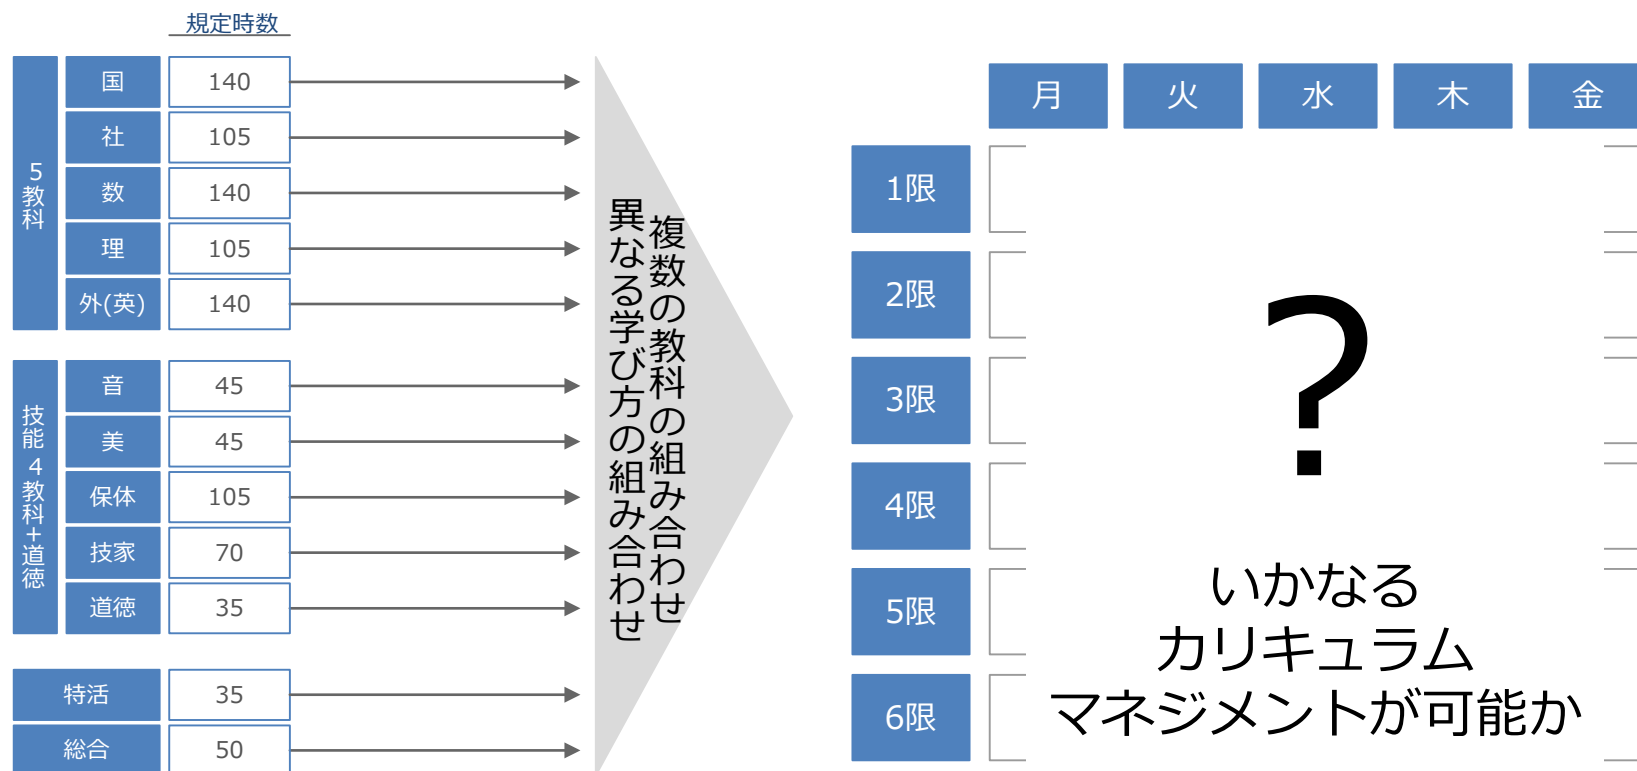 規定時数
5教科
国 140
社 105
数 140
理 105
外(英) 140
技能4教科+道徳
音 45
美 45
保体 105
技家 70
道徳 35
特活 35
総合 50
複数の教科の組み合わせ
異なる学び方の組み合わせ
月 火 水 木 金
1限
2限
3限
4限
5限
6限
?
いかなる
カリキュラム
マネジメントが可能か